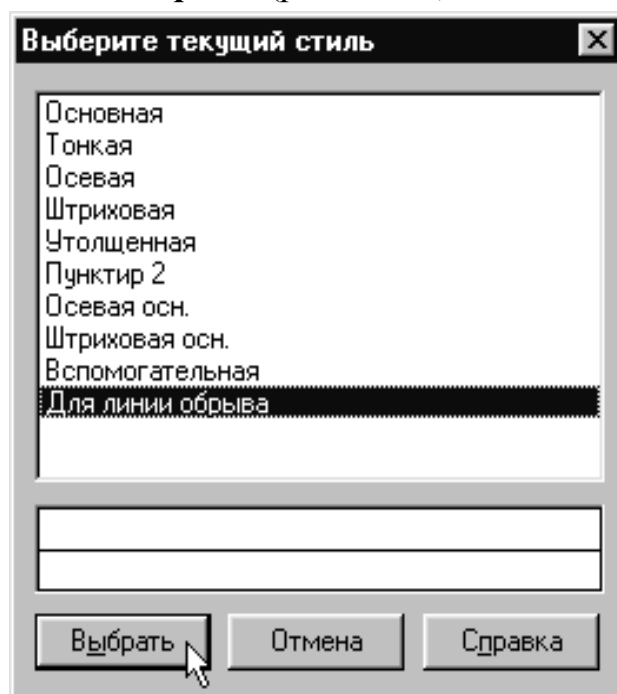 Выберите текущий стиль
Основная
Тонкая
Осевая
Штриховая
Утолщенная
Пунктир 2
Осевая осн.
Штриховая осн.
Вспомогательная
Для линии обрыва
Выбрать Отмена Справка